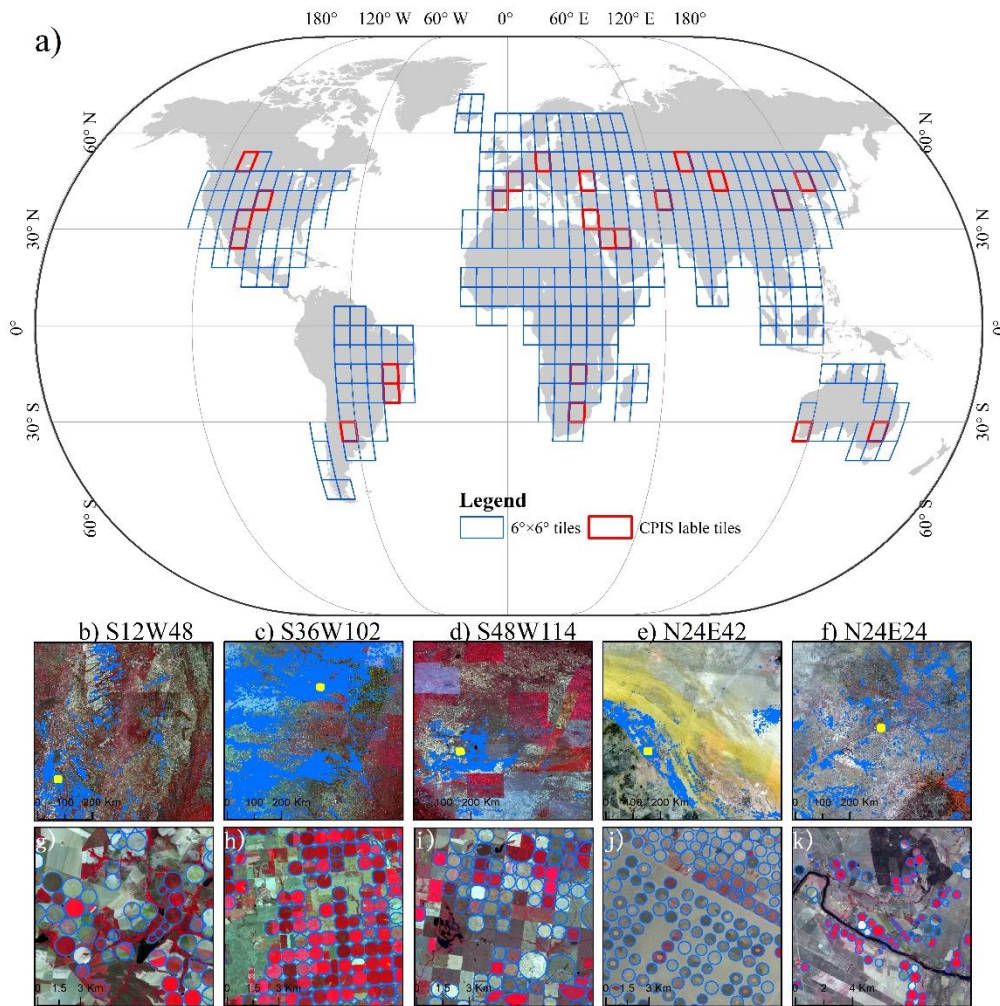 180° 120° W 60° W 0° 60° E 120° E 180°
a)
60° N 60° N
30° N 30° N
0° 0°
30° S 30° S
60° S 60° S
Legend
6°×6° tiles CPIS lable tiles
b) S12W48 c) S36W102 d) S48W114 e) N24E42 f) N24E24
0 100 200 Km 0 100 200 Km 0 100 200 Km 0 100 200 Km 0 100 200 Km
g) h) i) j) k)
0 1.5 3 Km 0 1.5 3 Km 0 1.5 3 Km 0 1.5 3 Km 0 2 4 Km